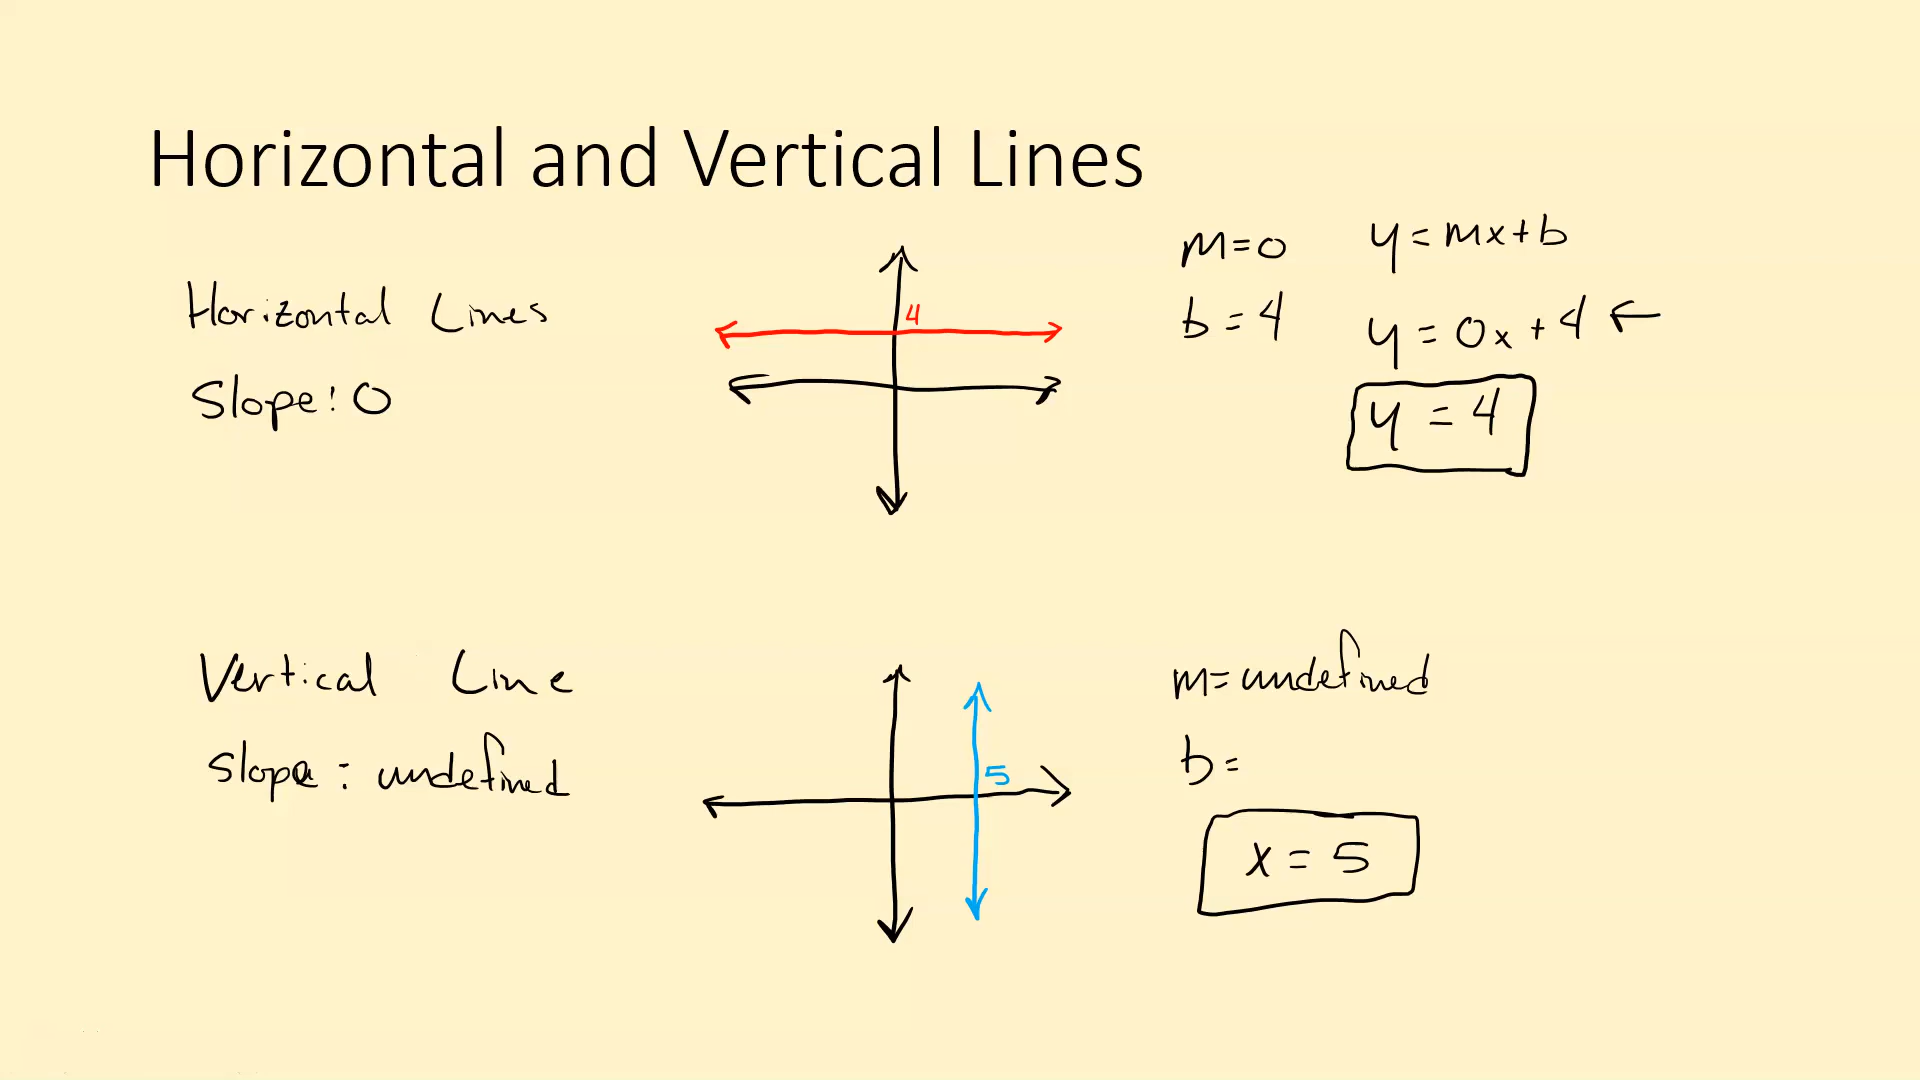 Horizontal and Vertical Lines
Horizontal Lines
Slope: 0
4
m=0
b=4
y=mx+b
y=0x+4 ←
y=4
Vertical Line
Slope: undefined
5
m=undefined
b=
x=5